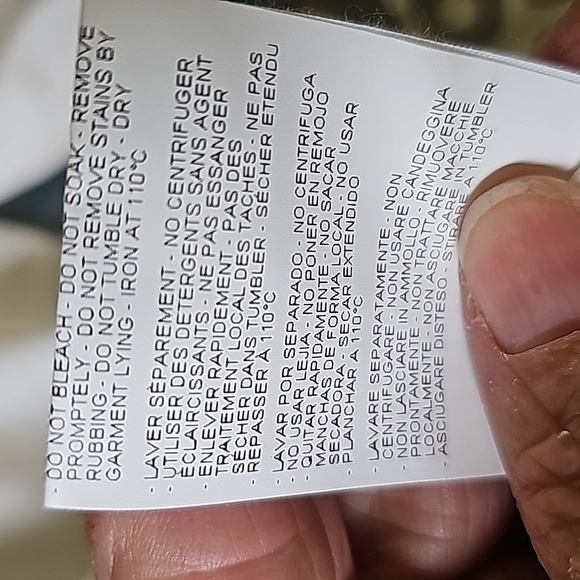 - DO NOT BLEACH - DO NOT SOAK - REMOVE
PROMPTLY - DO NOT REMOVE STAINS BY
RUBBING - DO NOT TUMBLE DRY - DRY
GARMENT LYING - IRON AT 110°C
- LAVER SÉPAREMENT - NO CENTRIFUGER
- UTILISER DES DETERGENTS SANS AGENT
ÉCLAIRCISSANTS - NE PAS ESSANGER
- ENLEVER RAPIDEMENT - PAS DES
TRAITEMENT LOCAL DES TACHES - NE PAS
SÉCHER DANS TUMBLER - SÉCHER ÉTENDU
- REPASSER À 110°C
- LAVAR POR SEPARADO - NO CENTRIFUGA
- NO USAR LEJA - NO PONER EN REMOJO
- QUITAR RAPIDAMENTE - NO SACAR
MANCHAS DE FORMA LOCAL - NO USAR
SECADORA - SECAR EXTENDIDO
- PLANCHAR A 110°C
- LAVARE SEPARATAMENTE - NON
CENTRIFUGARE - NON USARE CANDEGGINA
- NON LASCIARE IN AMMOLLO - RIMUOVERE
PRONTAMENTE - NON TRATTARE MACCHIE
LOCALMENTE - NON ASCIUGARE IN TUMBLER
- ASCIUGARE DISTESO - STIRARE A 110°C